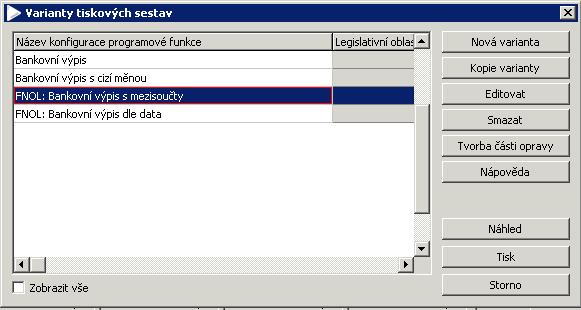 Varianty tiskových sestav
Název konfigurace programové funkce
Legislativní oblas
Bankovní výpis
Bankovní výpis s cizí měnou
FNOL: Bankovní výpis s mezisoučty
FNOL: Bankovní výpis dle data
Zobrazit vše
Nová varianta
Kopie varianty
Editovat
Smazat
Tvorba části opravy
Nápověda
Náhled
Tisk
Storno